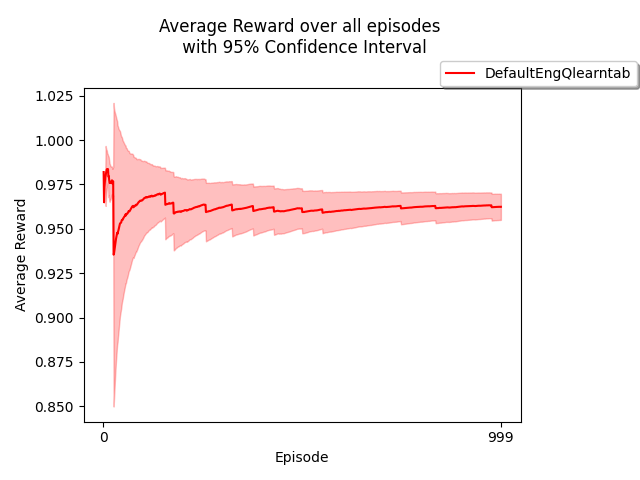 Average Reward over all episodes
with 95% Confidence Interval
DefaultEngQlearntab
1.025
1.000
0.975
0.950
0.925
0.900
0.875
0.850
Average Reward
0
999
Episode